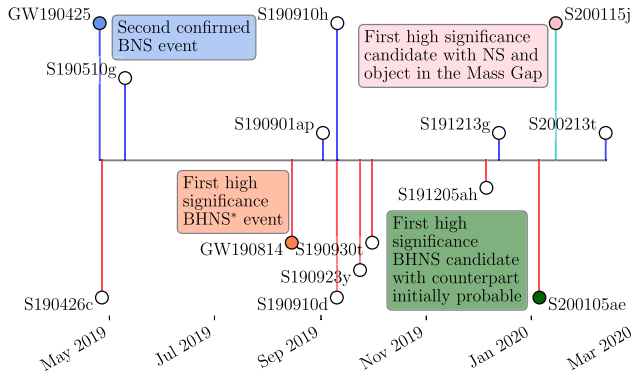 GW190425
Second confirmed
BNS event
S190510g
S190910h
S190901ap
First high significance
candidate with NS and
object in the Mass Gap
S200115j
S191213g
S200213t
First high
significance
BHNS* event
GW190814
S190930t
S190923y
S190426c
S190910d
S191205ah
First high
significance
BHNS candidate
with counterpart
initially probable
S200105ae
May 2019
Jul 2019
Sep 2019
Nov 2019
Jan 2020
Mar 2020